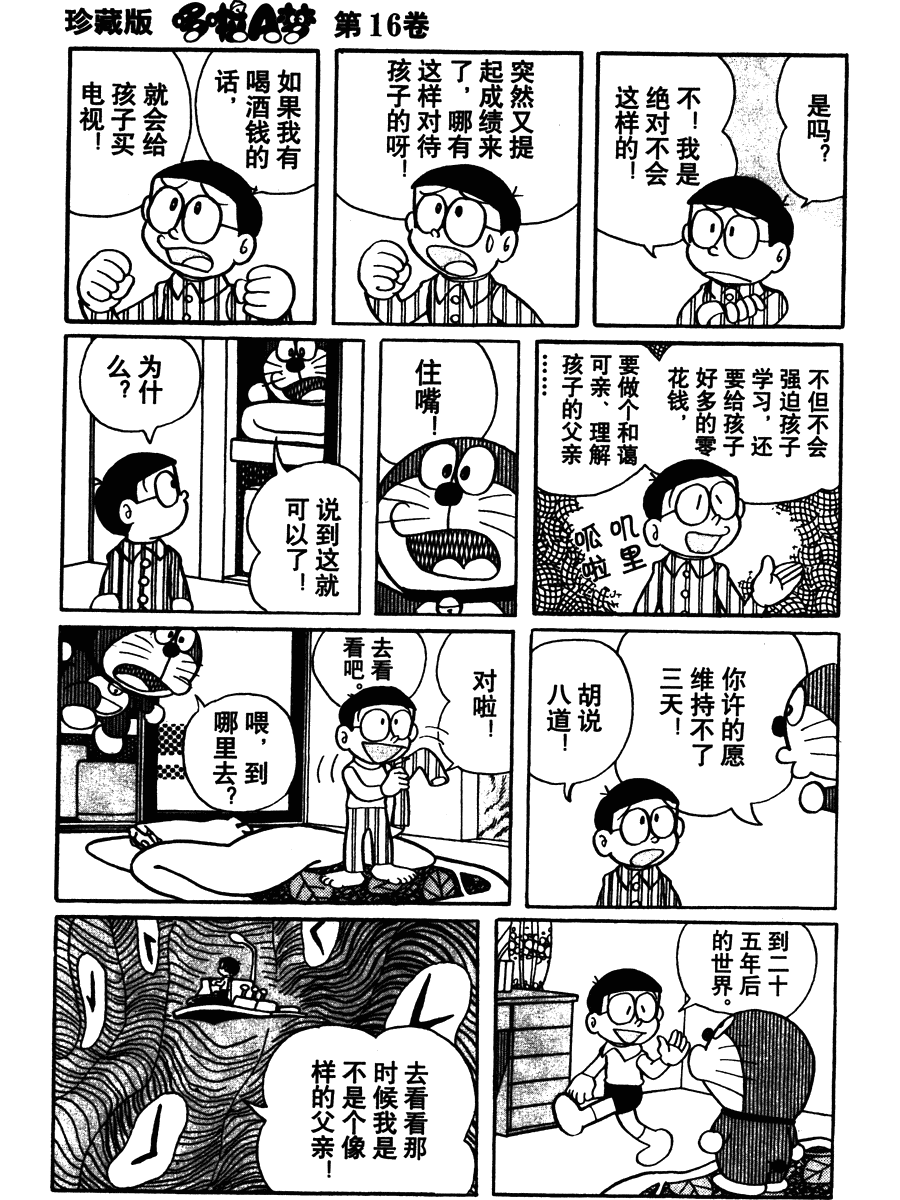 珍藏版 哆啦A梦 第16卷
是吗？
不！我是
绝对不会
这样的！
突然又提
起成绩来
了，哪有
这样对待
孩子的呀！
如果我有
喝酒钱的
话，
就会给
孩子买
电视！
不但不会
强迫孩子
学习，还
要给孩子
好多的零
花钱，
要做个和蔼
可亲、理解
孩子的父亲
……
叽里
呱啦
住嘴！
说到这就
可以了！
为什
么？
你许的愿
维持不了
三天！
胡说
八道！
对啦！
去看
看吧。
喂，到
哪里去？
到二十
五年后
的世界。
去看看那
时候我是
不是个像
样的父亲！